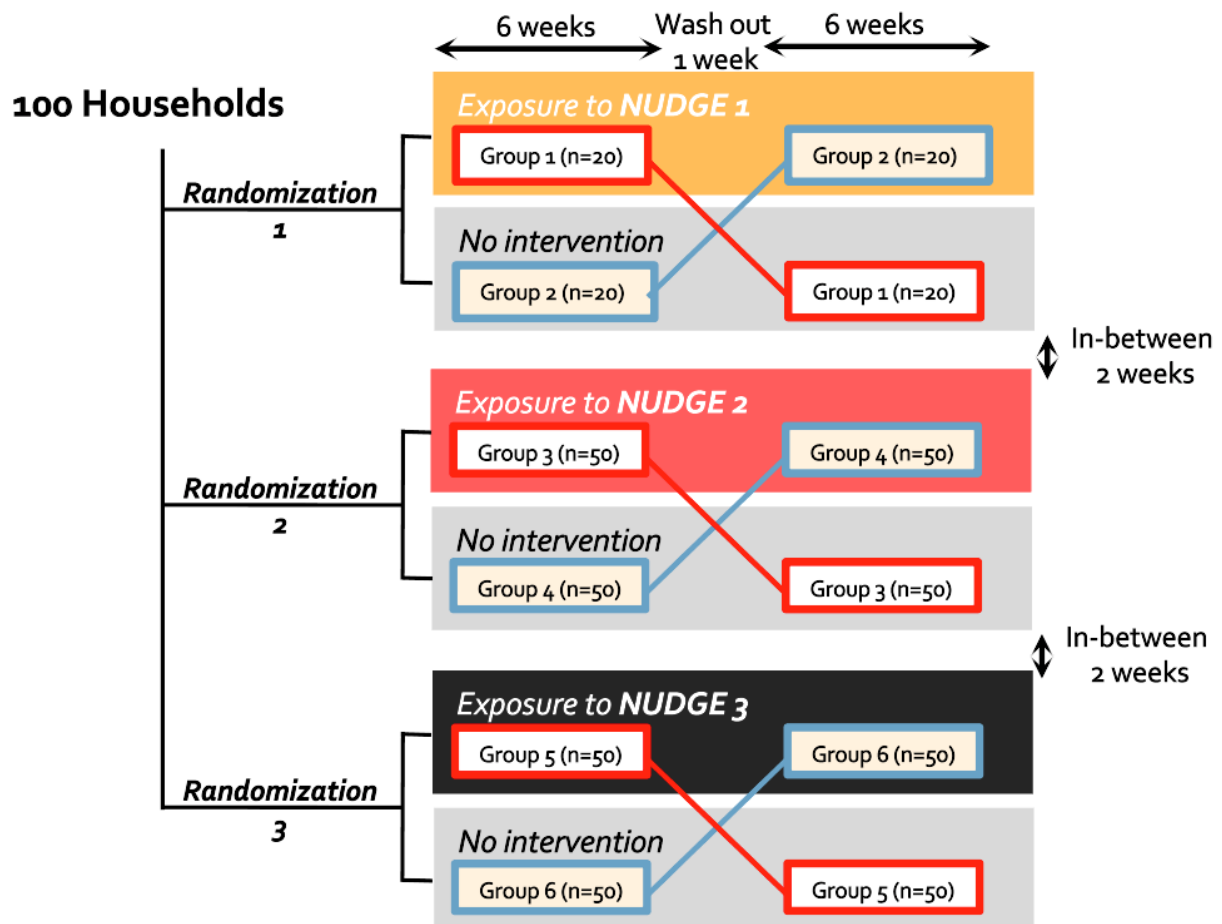 6 weeks
Wash out
1 week
6 weeks
100 Households
Exposure to NUDGE 1
Group 1 (n=20)
Group 2 (n=20)
Randomization
1
No intervention
Group 2 (n=20)
Group 1 (n=20)
In-between
2 weeks
Exposure to NUDGE 2
Group 3 (n=50)
Group 4 (n=50)
Randomization
2
No intervention
Group 4 (n=50)
Group 3 (n=50)
In-between
2 weeks
Exposure to NUDGE 3
Group 5 (n=50)
Group 6 (n=50)
Randomization
3
No intervention
Group 6 (n=50)
Group 5 (n=50)